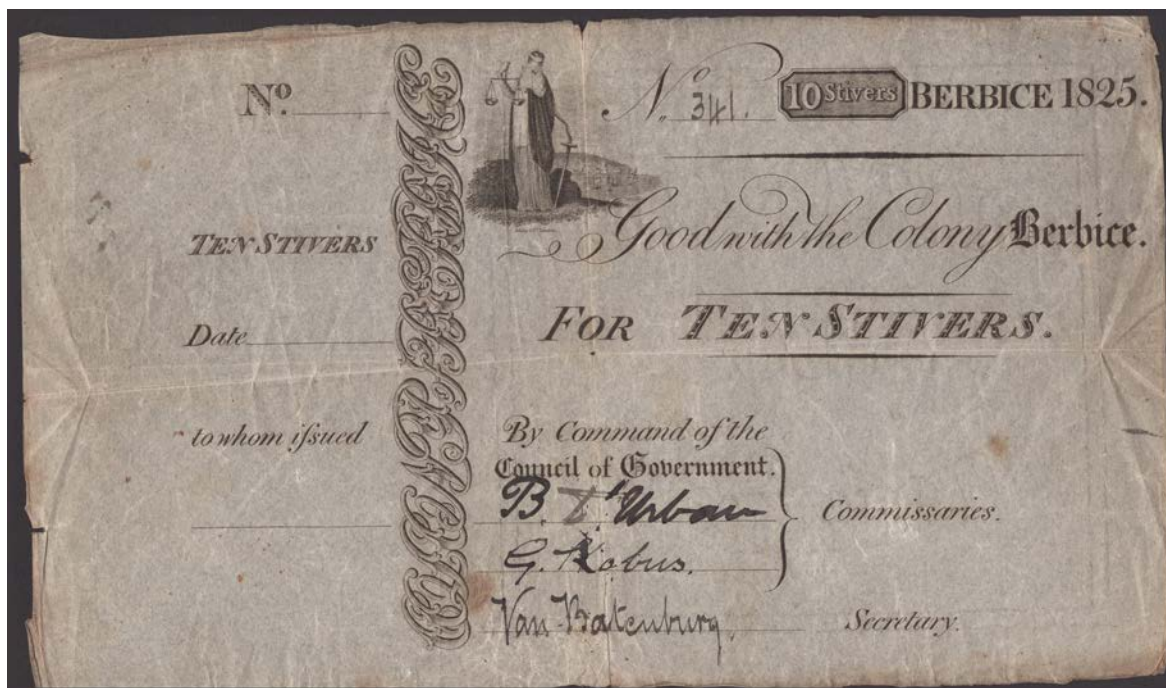 Nº
TEN STIVERS
Date
to whom ifsued
Nº 341. 10 Stivers BERBICE 1825.
Good with the Colony Berbice.
FOR TEN STIVERS.
By Command of the
Council of Government.
B. d'Urban
G. Kobus.
Commissaries.
Van Batenburg Secretary.